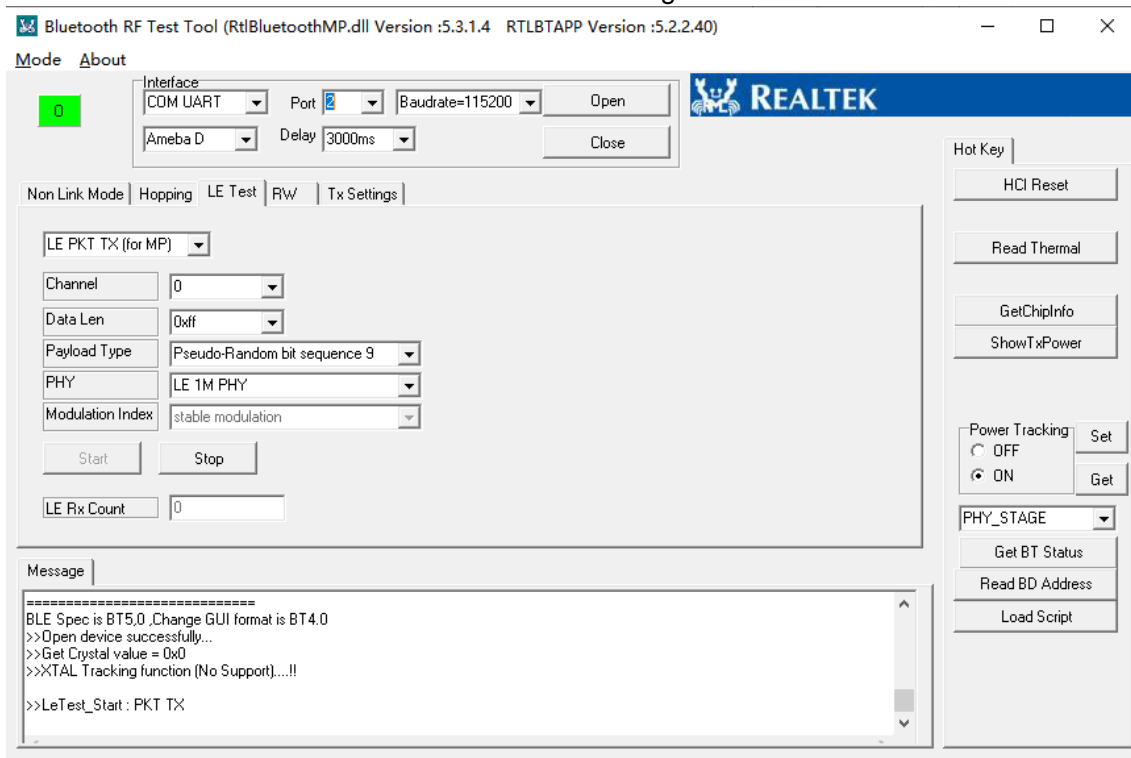 Bluetooth RF Test Tool (RtlBluetoothMP.dll Version :5.3.1.4 RTLBTAPP Version :5.2.2.40)
Mode About
Interface
0
COM UART
Port 2
Baudrate=115200
Open
Ameba D
Delay 3000ms
Close
REALTEK
Non Link Mode
Hopping
LE Test
RW
Tx Settings
LE PKT TX (for MP)
Channel 0
Data Len 0xff
Payload Type Pseudo-Random bit sequence 9
PHY LE 1M PHY
Modulation Index stable modulation
Start Stop
LE Rx Count 0
Hot Key
HCI Reset
Read Thermal
GetChipInfo
ShowTxPower
Power Tracking
OFF
ON
Set
Get
PHY_STAGE
Get BT Status
Read BD Address
Load Script
Message
==============================
BLE Spec is BT5,0 ,Change GUI format is BT4.0
>>Open device successfully...
>>Get Crystal value = 0x0
>>XTAL Tracking function (No Support)....!!
>>LeTest_Start : PKT TX